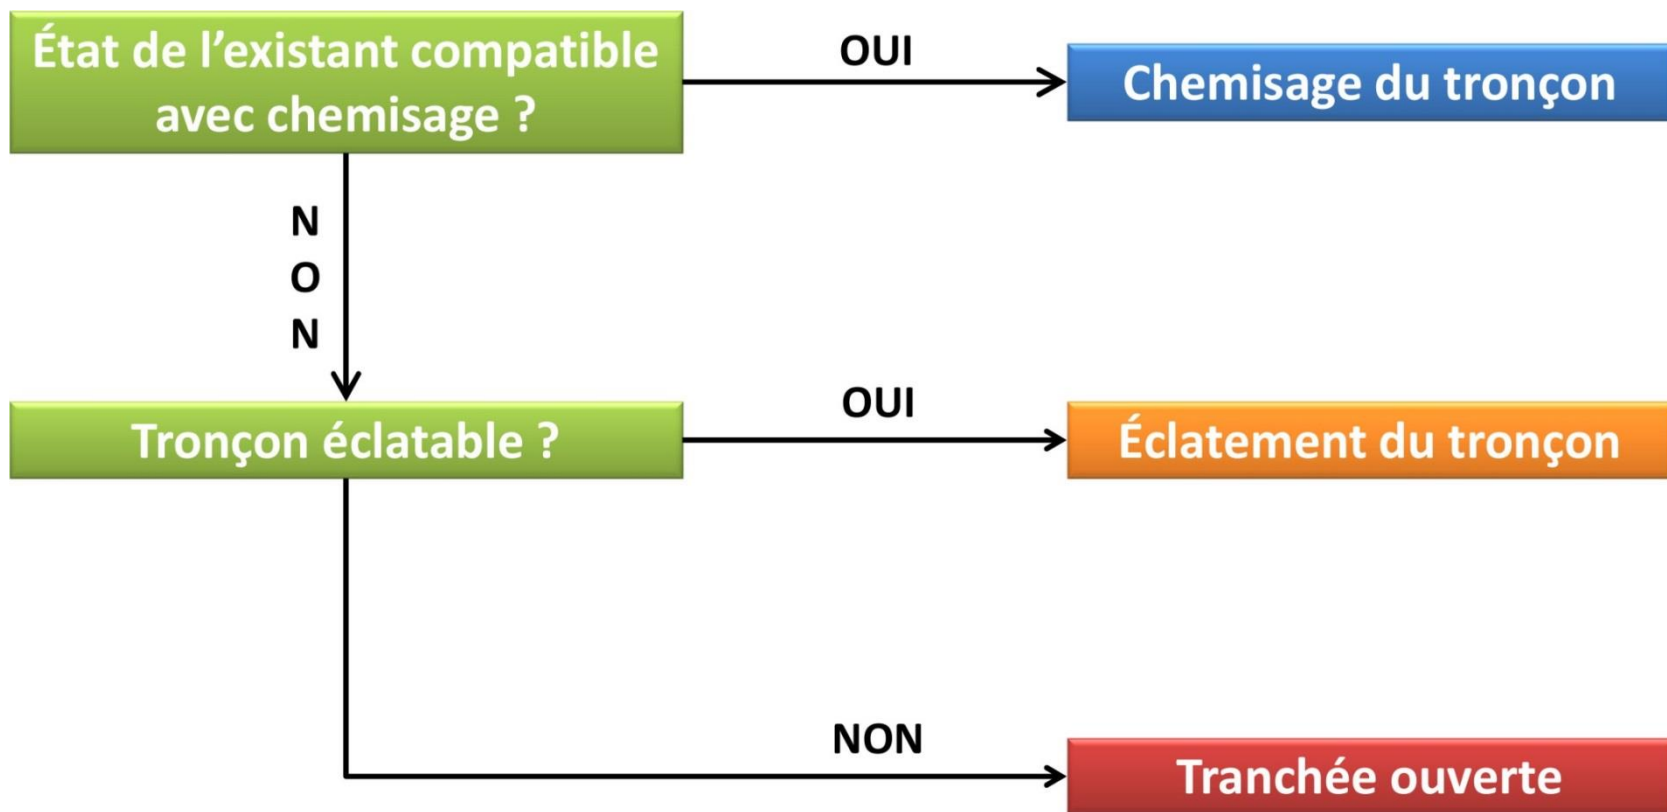 État de l’existant compatible
avec chemisage ?
OUI
Chemisage du tronçon
N
O
N
Tronçon éclatable ?
OUI
Éclatement du tronçon
NON
Tranchée ouverte